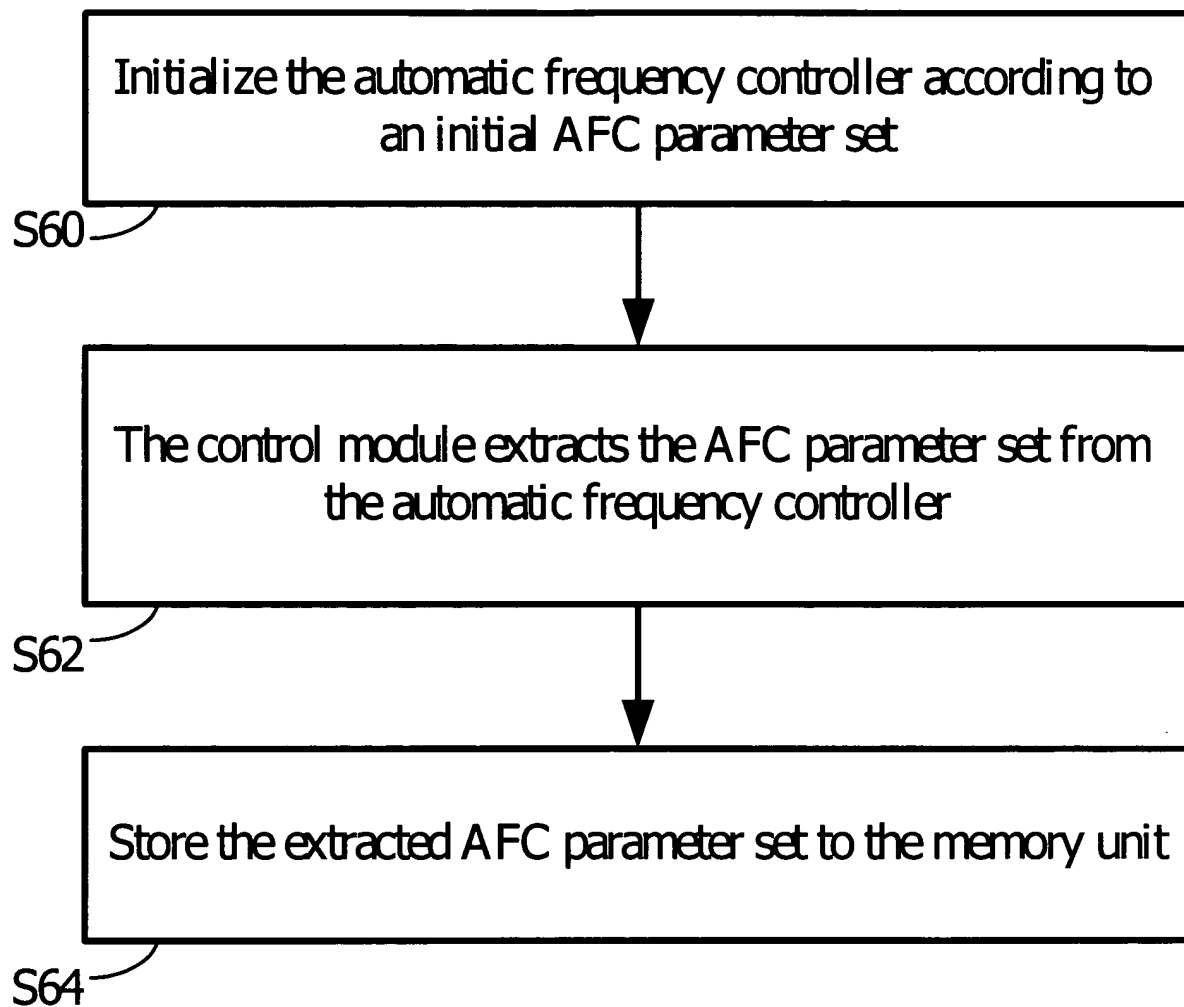 Initialize the automatic frequency controller according to
an initial AFC parameter set
S60
The control module extracts the AFC parameter set from
the automatic frequency controller
S62
Store the extracted AFC parameter set to the memory unit
S64